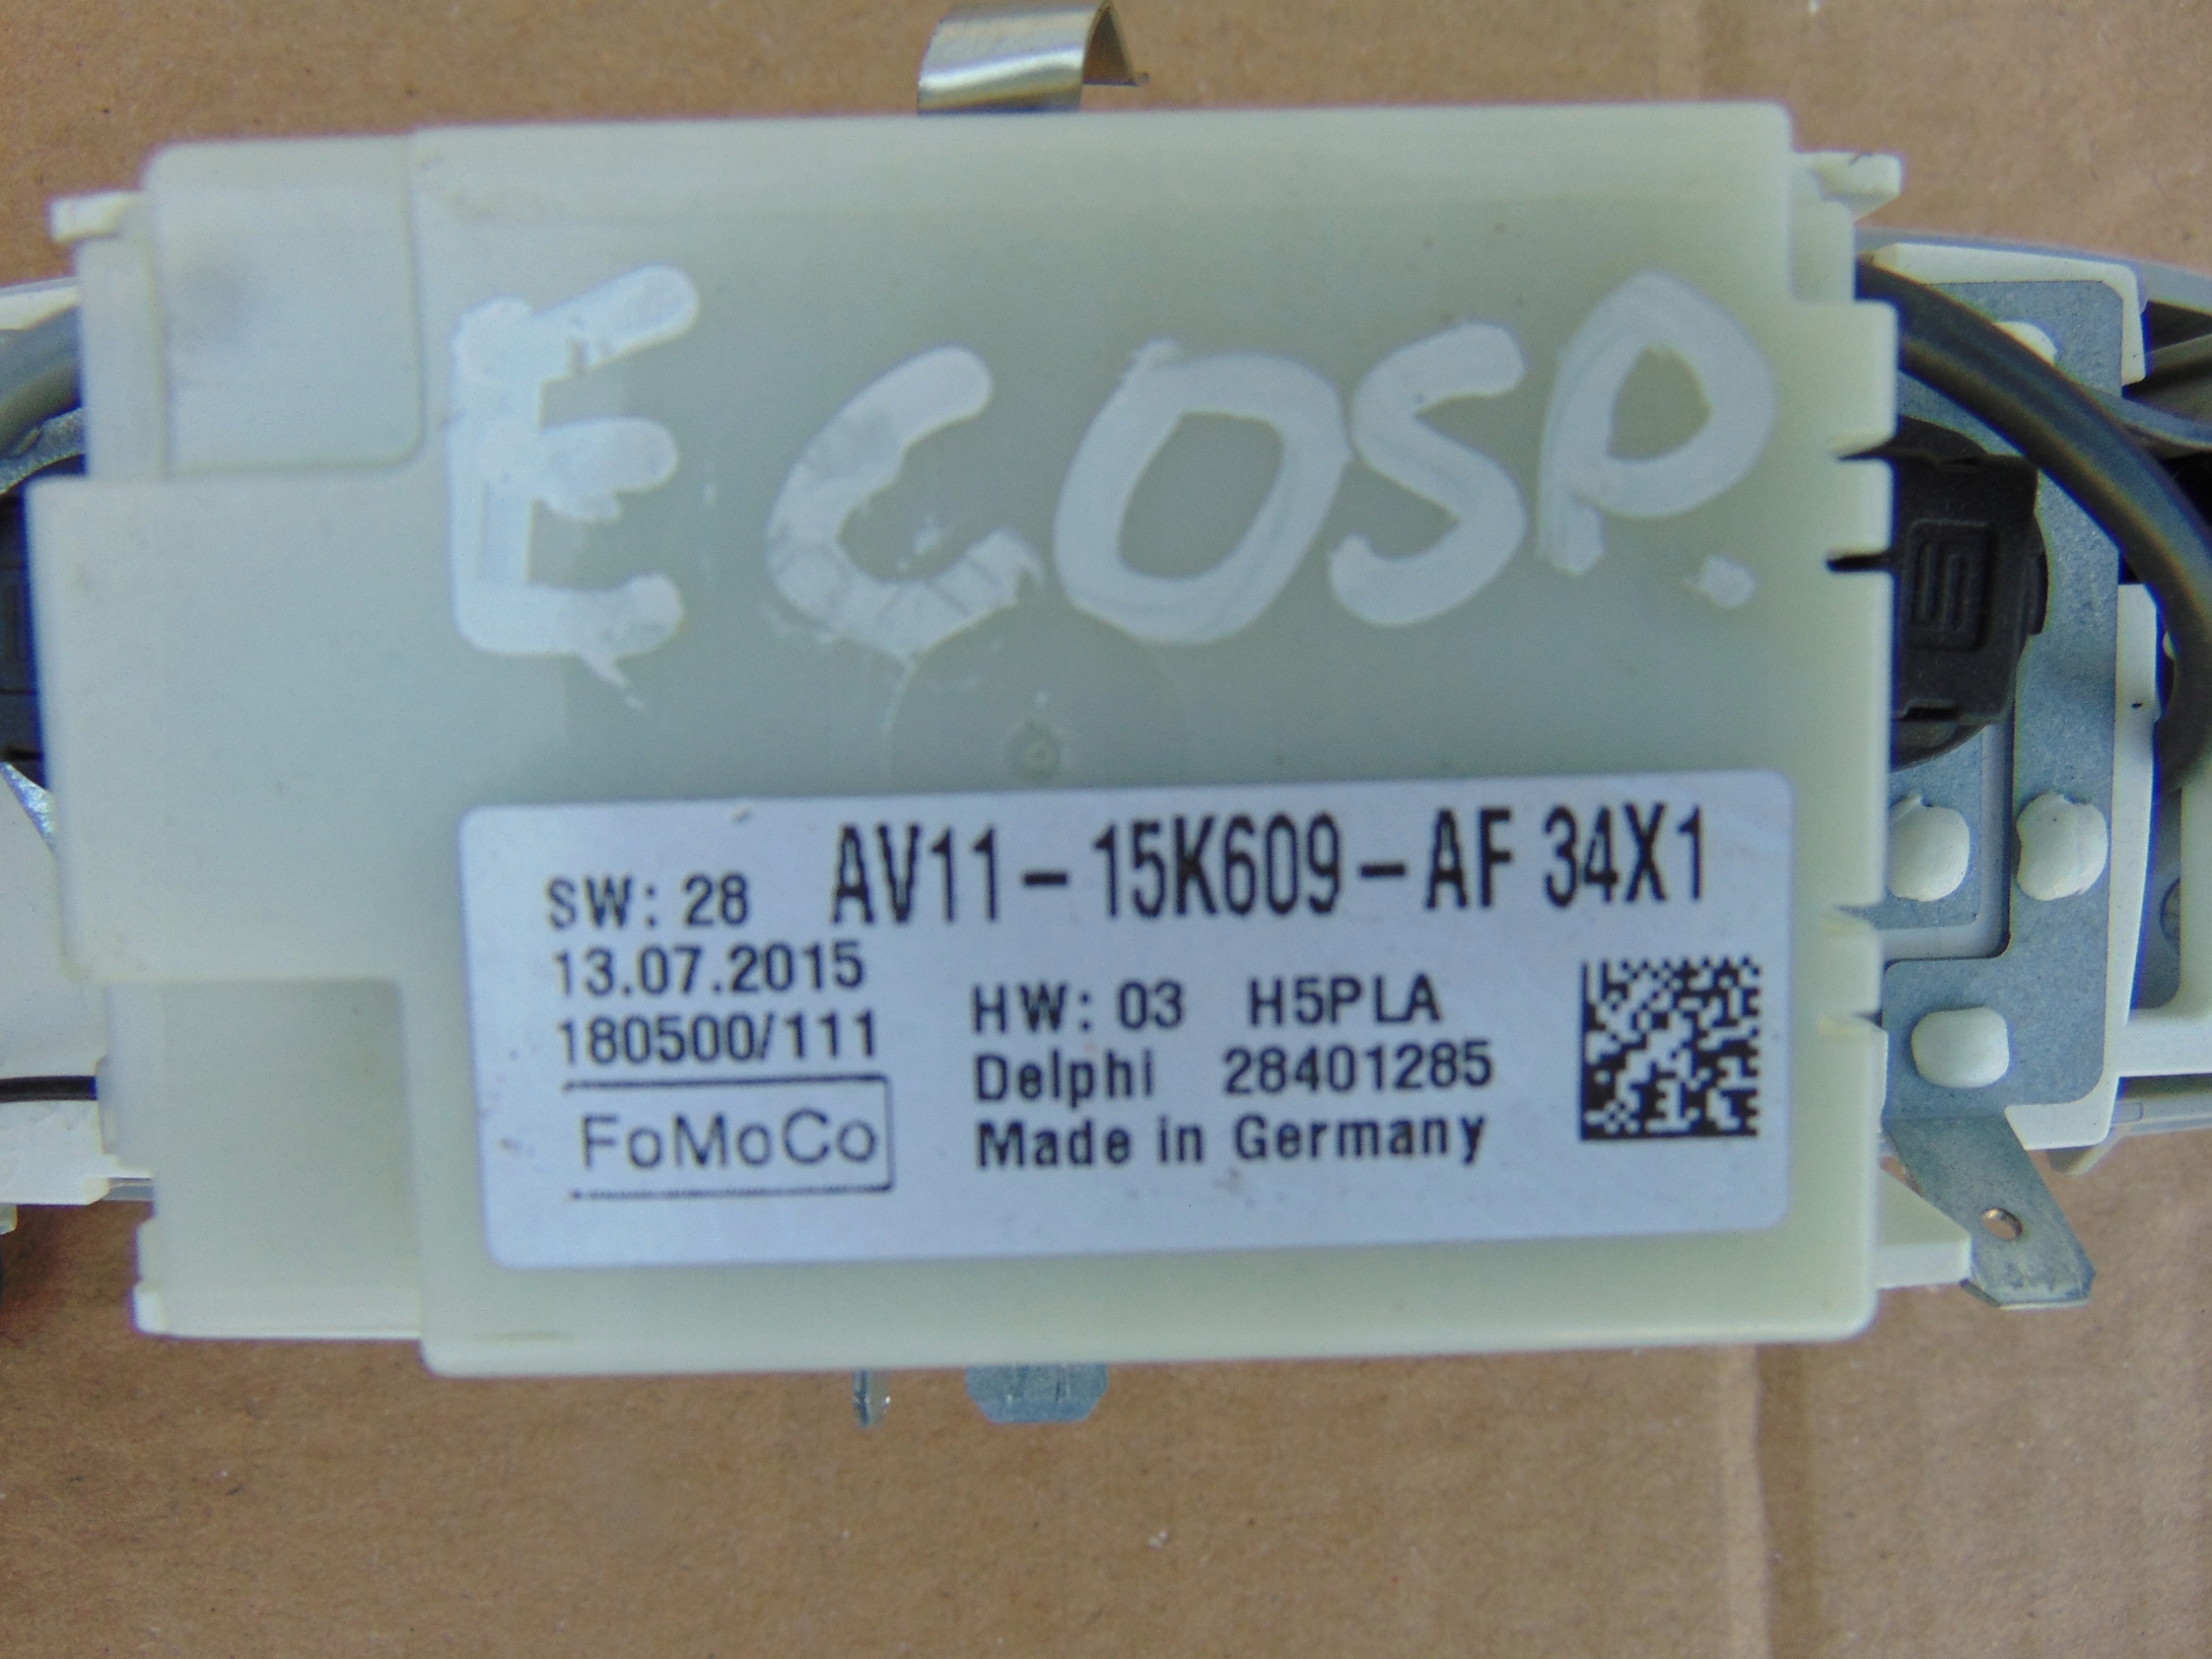 ECOSP.
SW: 28 AV11-15K609-AF 34X1
13.07.2015
180500/111
HW: 03 H5PLA
Delphi 28401285
FoMoCo
Made in Germany